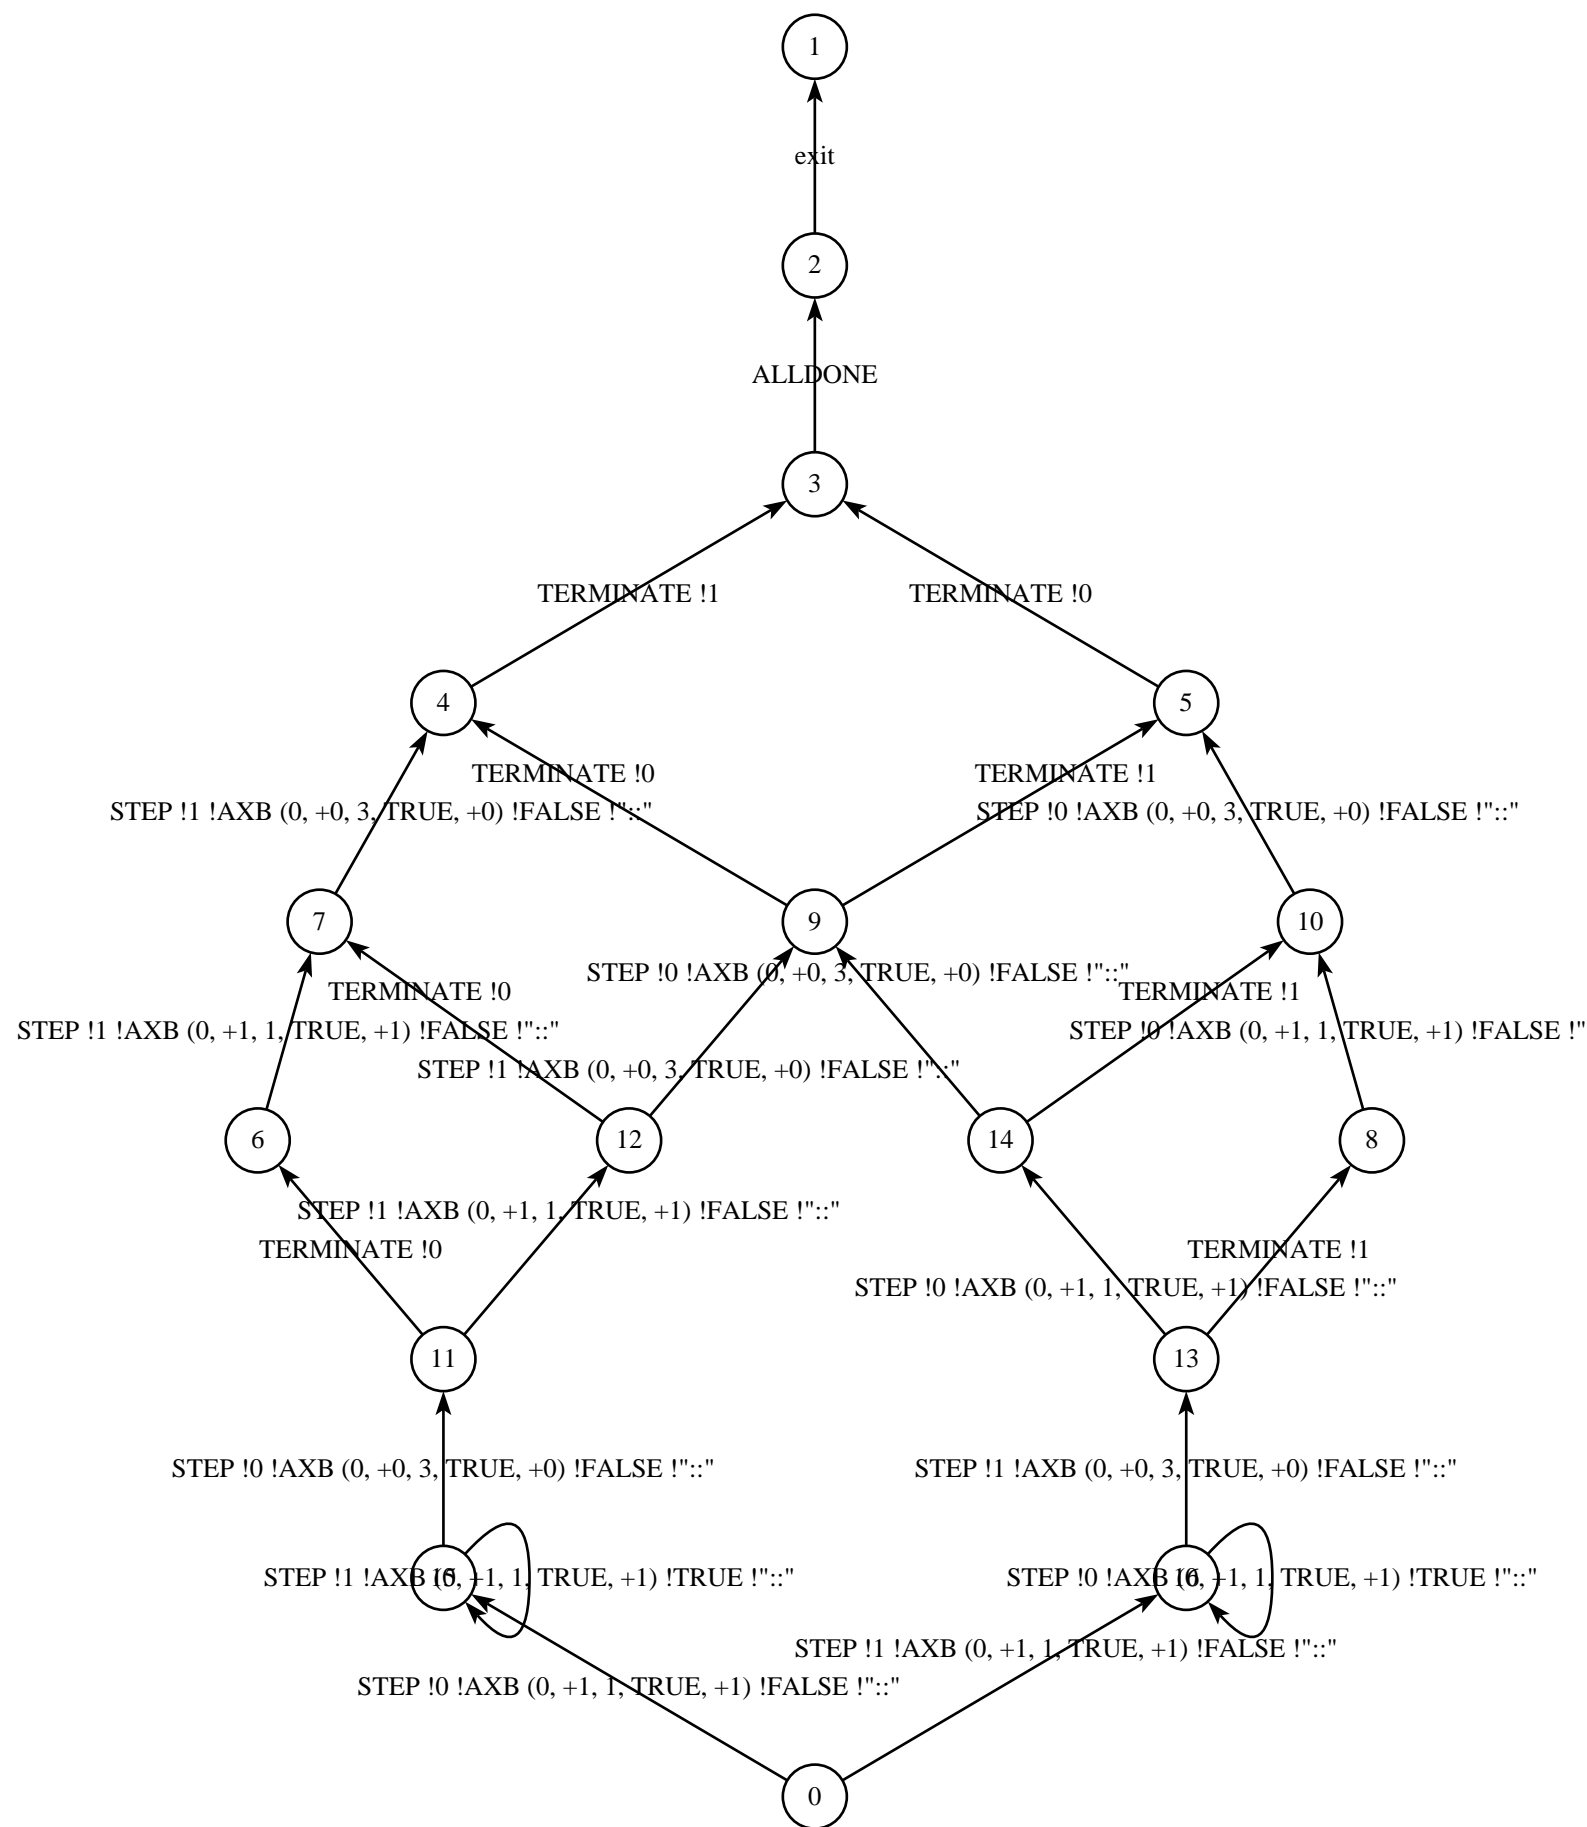 1
exit
2
ALLDONE
3
TERMINATE !1
TERMINATE !0
4
5
TERMINATE !0
TERMINATE !1
STEP !1 !AXB (0, +0, 3, TRUE, +0) !FALSE !"::"
STEP !0 !AXB (0, +0, 3, TRUE, +0) !FALSE !"::"
7
9
10
STEP !0 !AXB (0, +0, 3, TRUE, +0) !FALSE !"::"
TERMINATE !0
TERMINATE !1
STEP !1 !AXB (0, +1, 1, TRUE, +1) !FALSE !"::"
STEP !0 !AXB (0, +1, 1, TRUE, +1) !FALSE !"
STEP !1 !AXB (0, +0, 3, TRUE, +0) !FALSE !"::"
6
12
14
8
STEP !1 !AXB (0, +1, 1, TRUE, +1) !FALSE !"::"
TERMINATE !0
TERMINATE !1
STEP !0 !AXB (0, +1, 1, TRUE, +1) !FALSE !"::"
11
13
STEP !0 !AXB (0, +0, 3, TRUE, +0) !FALSE !"::"
STEP !1 !AXB (0, +0, 3, TRUE, +0) !FALSE !"::"
STEP !1 !AXB (0, +1, 1, TRUE, +1) !TRUE !"::"
15
STEP !0 !AXB (0, +1, 1, TRUE, +1) !TRUE !"::"
16
STEP !1 !AXB (0, +1, 1, TRUE, +1) !FALSE !"::"
STEP !0 !AXB (0, +1, 1, TRUE, +1) !FALSE !"::"
0